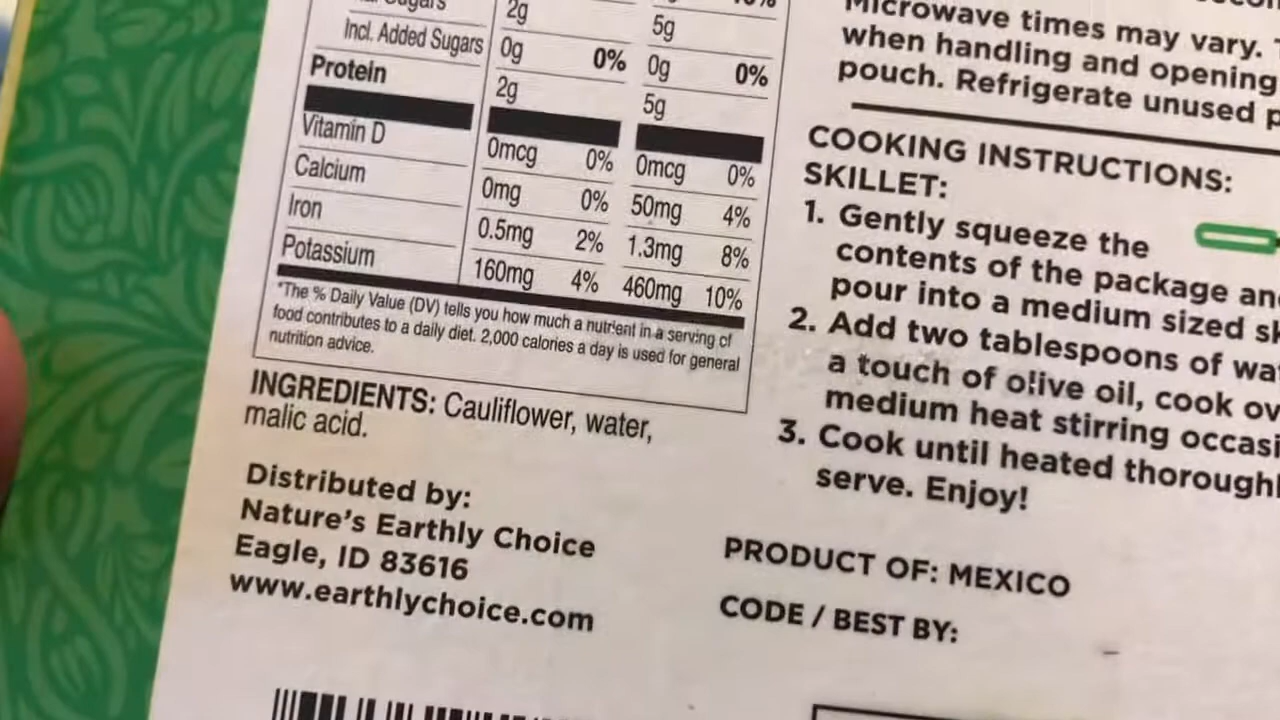 Sugars 2g 5g
Incl. Added Sugars 0g 0% 0g 0%
Protein 2g 5g
Vitamin D 0mcg 0% 0mcg 0%
Calcium 0mg 0% 50mg 4%
Iron 0.5mg 2% 1.3mg 8%
Potassium 160mg 4% 460mg 10%
*The % Daily Value (DV) tells you how much a nutrient in a serving of
food contributes to a daily diet. 2,000 calories a day is used for general
nutrition advice.
INGREDIENTS: Cauliflower, water,
malic acid.
Distributed by:
Nature's Earthly Choice
Eagle, ID 83616
www.earthlychoice.com
Microwave times may vary.
when handling and opening
pouch. Refrigerate unused
COOKING INSTRUCTIONS:
SKILLET:
1. Gently squeeze the
contents of the package
pour into a medium sized
2. Add two tablespoons of
a touch of olive oil, cook
medium heat stirring
3. Cook until heated
serve. Enjoy!
PRODUCT OF: MEXICO
CODE / BEST BY: